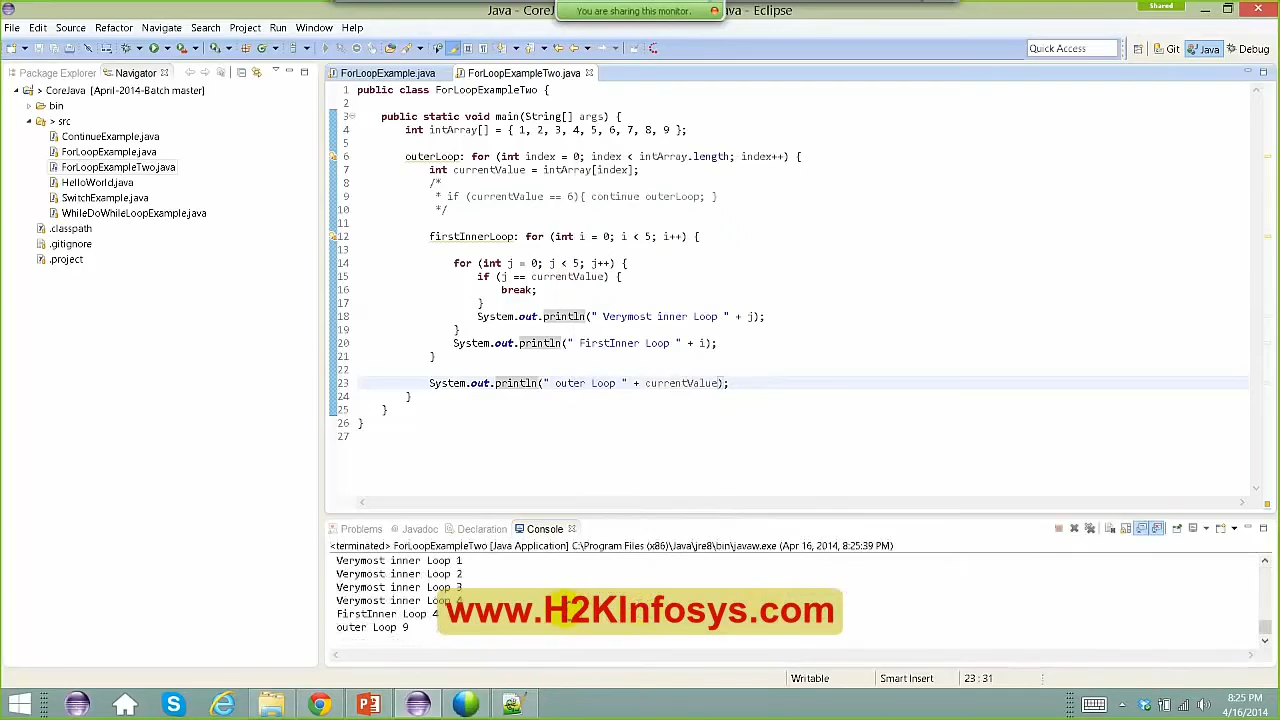 Java - CoreJ
You are sharing this monitor.
va - Eclipse
Shared
File Edit Source Refactor Navigate Search Project Run Window Help
Quick Access
Git Java Debug
Package Explorer Navigator
ForLoopExample.java ForLoopExampleTwo.java
> CoreJava [April-2014-Batch master]
bin
> src
ContinueExample.java
ForLoopExample.java
ForLoopExampleTwo.java
HelloWorld.java
SwitchExample.java
WhileDoWhileLoopExample.java
.classpath
.gitignore
.project
1 public class ForLoopExampleTwo {
2
3 public static void main(String[] args) {
4 int intArray[] = { 1, 2, 3, 4, 5, 6, 7, 8, 9 };
5
6 outerLoop: for (int index = 0; index < intArray.length; index++) {
7 int currentValue = intArray[index];
8 /*
9 * if (currentValue == 6){ continue outerLoop; }
10 */
11
12 firstInnerLoop: for (int i = 0; i < 5; i++) {
13
14 for (int j = 0; j < 5; j++) {
15 if (j == currentValue) {
16 break;
17 }
18 System.out.println(" Verymost inner Loop " + j);
19 }
20 System.out.println(" FirstInner Loop " + i);
21 }
22
23 System.out.println(" outer Loop " + currentValue);
24 }
25 }
26 }
27
Problems Javadoc Declaration Console
<terminated> ForLoopExampleTwo [Java Application] C:\Program Files (x86)\Java\jre8\bin\javaw.exe (Apr 16, 2014, 8:25:39 PM)
Verymost inner Loop 1
Verymost inner Loop 2
Verymost inner Loop 3
Verymost inner Loop 4
FirstInner Loop 4
outer Loop 9
www.H2KInfosys.com
Writable Smart Insert 23 : 31
8:25 PM
4/16/2014